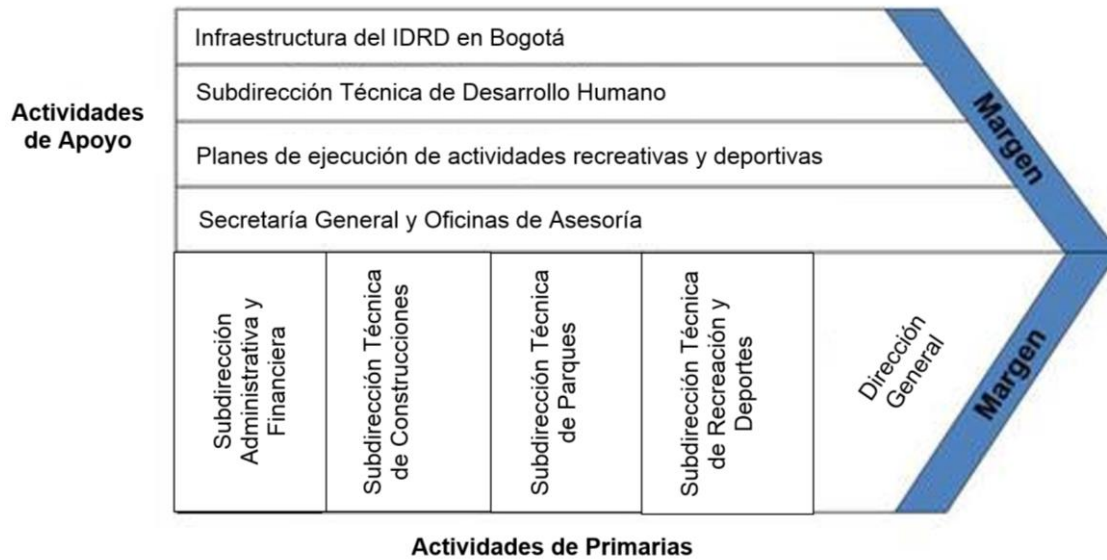 Actividades
de Apoyo
Infraestructura del IDRD en Bogotá
Subdirección Técnica de Desarrollo Humano
Planes de ejecución de actividades recreativas y deportivas
Secretaría General y Oficinas de Asesoría
Margen
Subdirección
Administrativa y
Financiera
Subdirección Técnica
de Construcciones
Subdirección Técnica
de Parques
Subdirección Técnica
de Recreación y
Deportes
Dirección
General
Margen
Actividades de Primarias